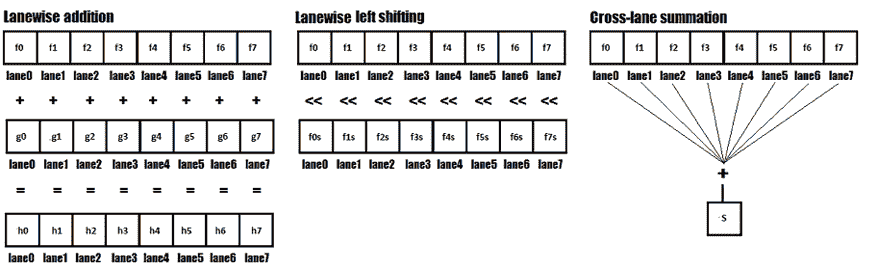 Lanewise addition
f0 f1 f2 f3 f4 f5 f6 f7
lane0 lane1 lane2 lane3 lane4 lane5 lane6 lane7
+ + + + + + + +
g0 g1 g2 g3 g4 g5 g6 g7
lane0 lane1 lane2 lane3 lane4 lane5 lane6 lane7
= = = = = = = =
h0 h1 h2 h3 h4 h5 h6 h7
lane0 lane1 lane2 lane3 lane4 lane5 lane6 lane7
Lanewise left shifting
f0 f1 f2 f3 f4 f5 f6 f7
lane0 lane1 lane2 lane3 lane4 lane5 lane6 lane7
<< << << << << << << <<
f0s f1s f2s f3s f4s f5s f6s f7s
lane0 lane1 lane2 lane3 lane4 lane5 lane6 lane7
Cross-lane summation
f0 f1 f2 f3 f4 f5 f6 f7
lane0 lane1 lane2 lane3 lane4 lane5 lane6 lane7
+
S